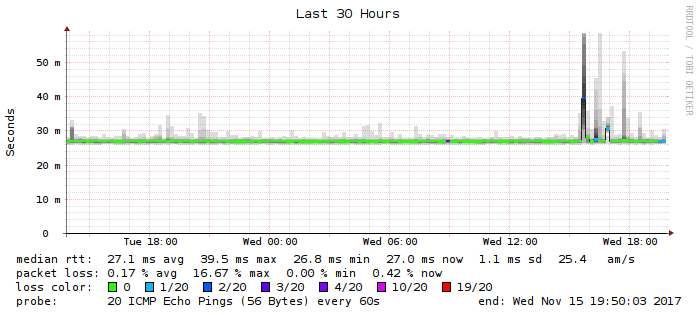 Last 30 Hours
RRDTOOL / TOBI OETIKER
Seconds
50 m
40 m
30 m
20 m
10 m
0
Tue 18:00 Wed 00:00 Wed 06:00 Wed 12:00 Wed 18:00
median rtt: 27.1 ms avg 39.5 ms max 26.8 ms min 27.0 ms now 1.1 ms sd 25.4 am/s
packet loss: 0.17 % avg 16.67 % max 0.00 % min 0.42 % now
loss color: 0 1/20 2/20 3/20 4/20 10/20 19/20
probe: 20 ICMP Echo Pings (56 Bytes) every 60s end: Wed Nov 15 19:50:03 2017